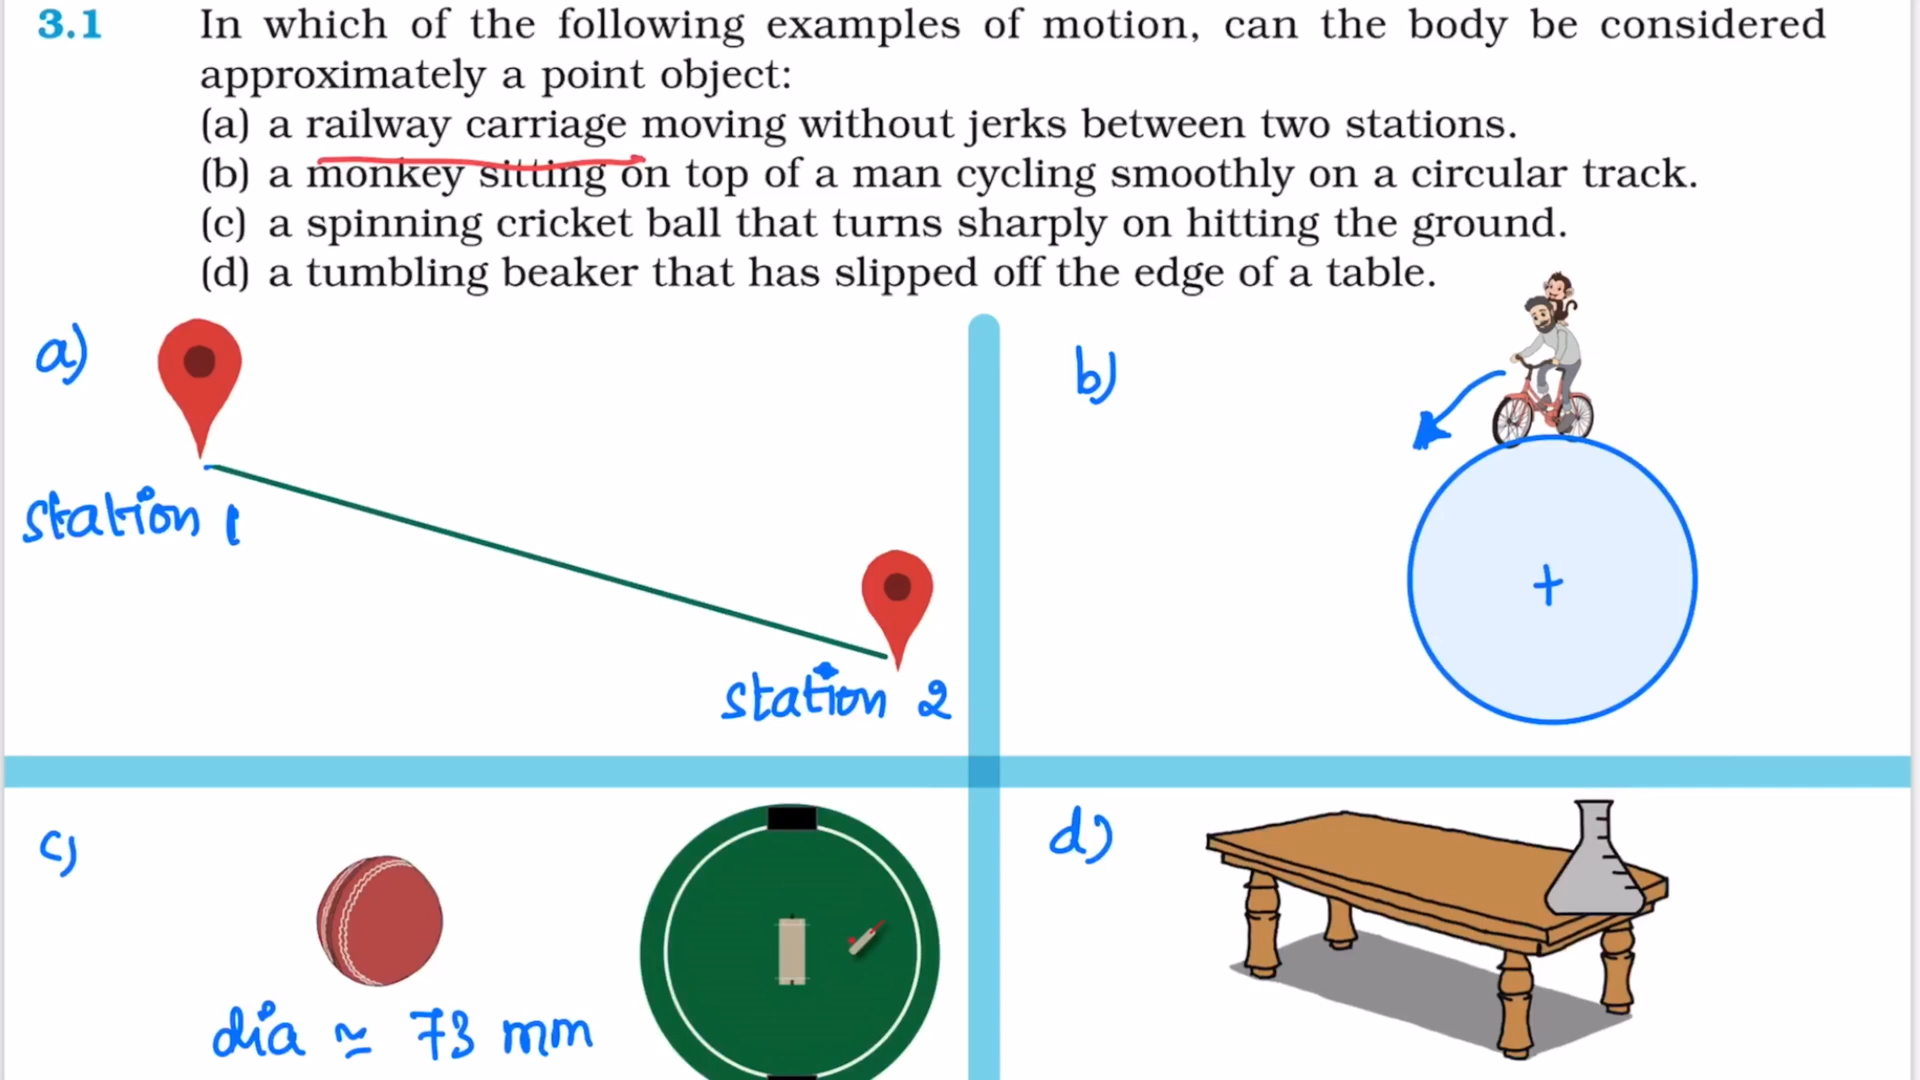 3.1 In which of the following examples of motion, can the body be considered
approximately a point object:
(a) a railway carriage moving without jerks between two stations.
(b) a monkey sitting on top of a man cycling smoothly on a circular track.
(c) a spinning cricket ball that turns sharply on hitting the ground.
(d) a tumbling beaker that has slipped off the edge of a table.
a)
station 1
station 2
b)
+
c)
dia ≃ 73 mm
d)